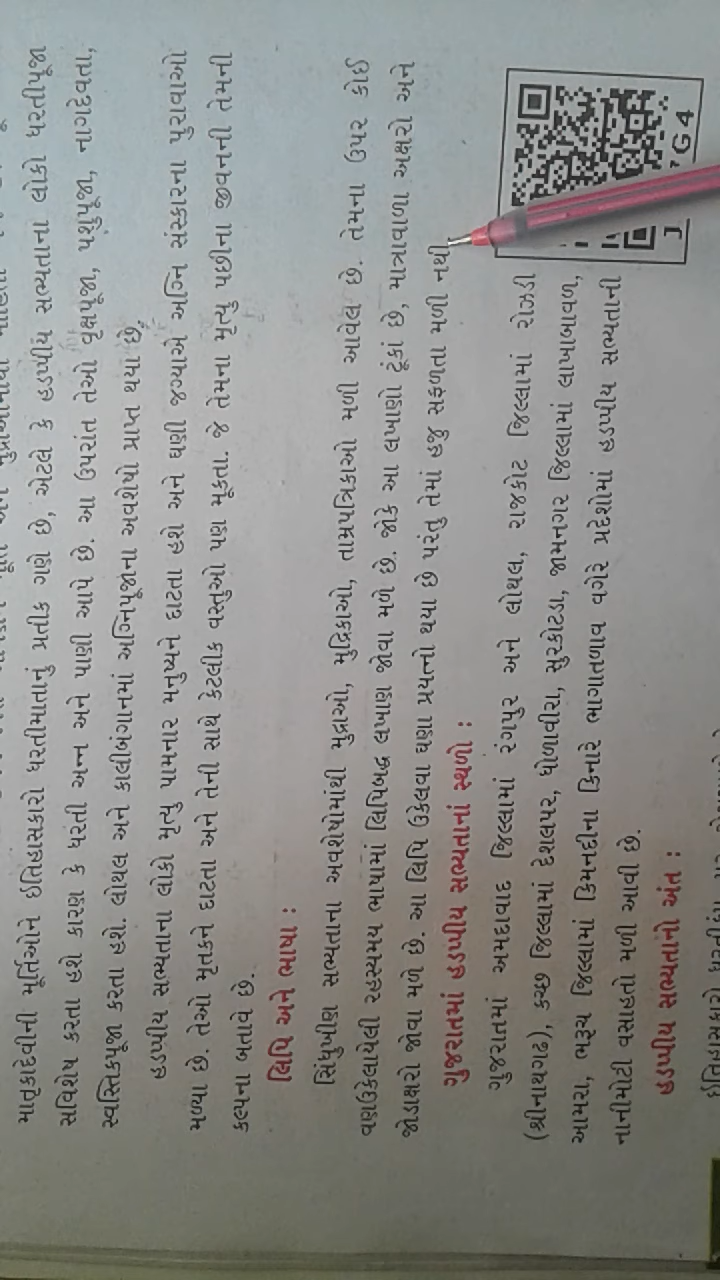 માતૃકાદેવીની મૂર્તિઓને ઇતિહાસકારો ધરતીમાતાનું પ્રતીક ગણે છે, એટલે કે હડપ્પીય સભ્યતાના લોકો ધરતીપૂજા
સવિશેષ કરતા હશે કારણ કે ધરતી અન્ન અને પાણી આપે છે. આ ઉપરાંત તેઓ વૃક્ષપૂજા, પશુપૂજા, નાગદેવતા,
સ્વસ્તિકપૂજા કરતા હશે. લોથલ અને કાલીબંગાનમાં અગ્નિપૂજાના અવશેષો પ્રાપ્ત થયા છે.
હડપ્પીય સભ્યતાના લોકો મૃત્યુ પામનાર મનુષ્યને દાટતા હશે અને ઘણી જગ્યાએ અગ્નિ સંસ્કારના પુરાવાઓ
મળ્યા છે. તેઓ મૃતકને દાટતા અને તેની સાથે કેટલીક વસ્તુઓ પણ મૂકતા. જે તેમના મૃત્યુ પછીના જીવનની તેમની
કલ્પના બતાવે છે.
લિપિ અને ભાષા :
સિંધુખીણ સભ્યતાના અવશેષોમાંથી મુદ્રાઓ, મુદ્રિકાઓ, તામ્રપત્રિકાઓ મળી આવેલ છે. તેમના ઉપર કોઈ
વણઉકેલાયેલી રહસ્યમય ભાષામાં લિપિબદ્ધ લખાણ જોવા મળે છે. જોકે આ લખાણો ટૂંકાં છે, માત્રાવાળા અક્ષરો અને
જોડાક્ષરો જોવા મળે છે. આ લિપિ ઉકેલવા ઘણા પ્રયત્નો થયા છે પરંતુ તેમાં હજુ સફળતા મળી નથી.
ગુજરાતમાં હડપ્પીય સભ્યતાનાં સ્થળો :
ગુજરાતમાં અમદાવાદ જિલ્લામાં રંગપુર અને લોથલ, રાજકોટ જિલ્લામાં રોઝડી
(શ્રીનાથગઢ), કચ્છ જિલ્લામાં દેશલપર, ધોળાવીરા, સુરકોટડા, જામનગર જિલ્લામાં લાખાબાવળ,
આમરા, ભરૂચ જિલ્લામાં કિમનદીના કિનારે ભાગાતળાવ વગેરે પ્રદેશોમાં હડપ્પીય સભ્યતાની
નાનીમોટી વસાહતો મળી આવી છે.
J 7G4
હડપ્પીય સભ્યતાનો અંત :